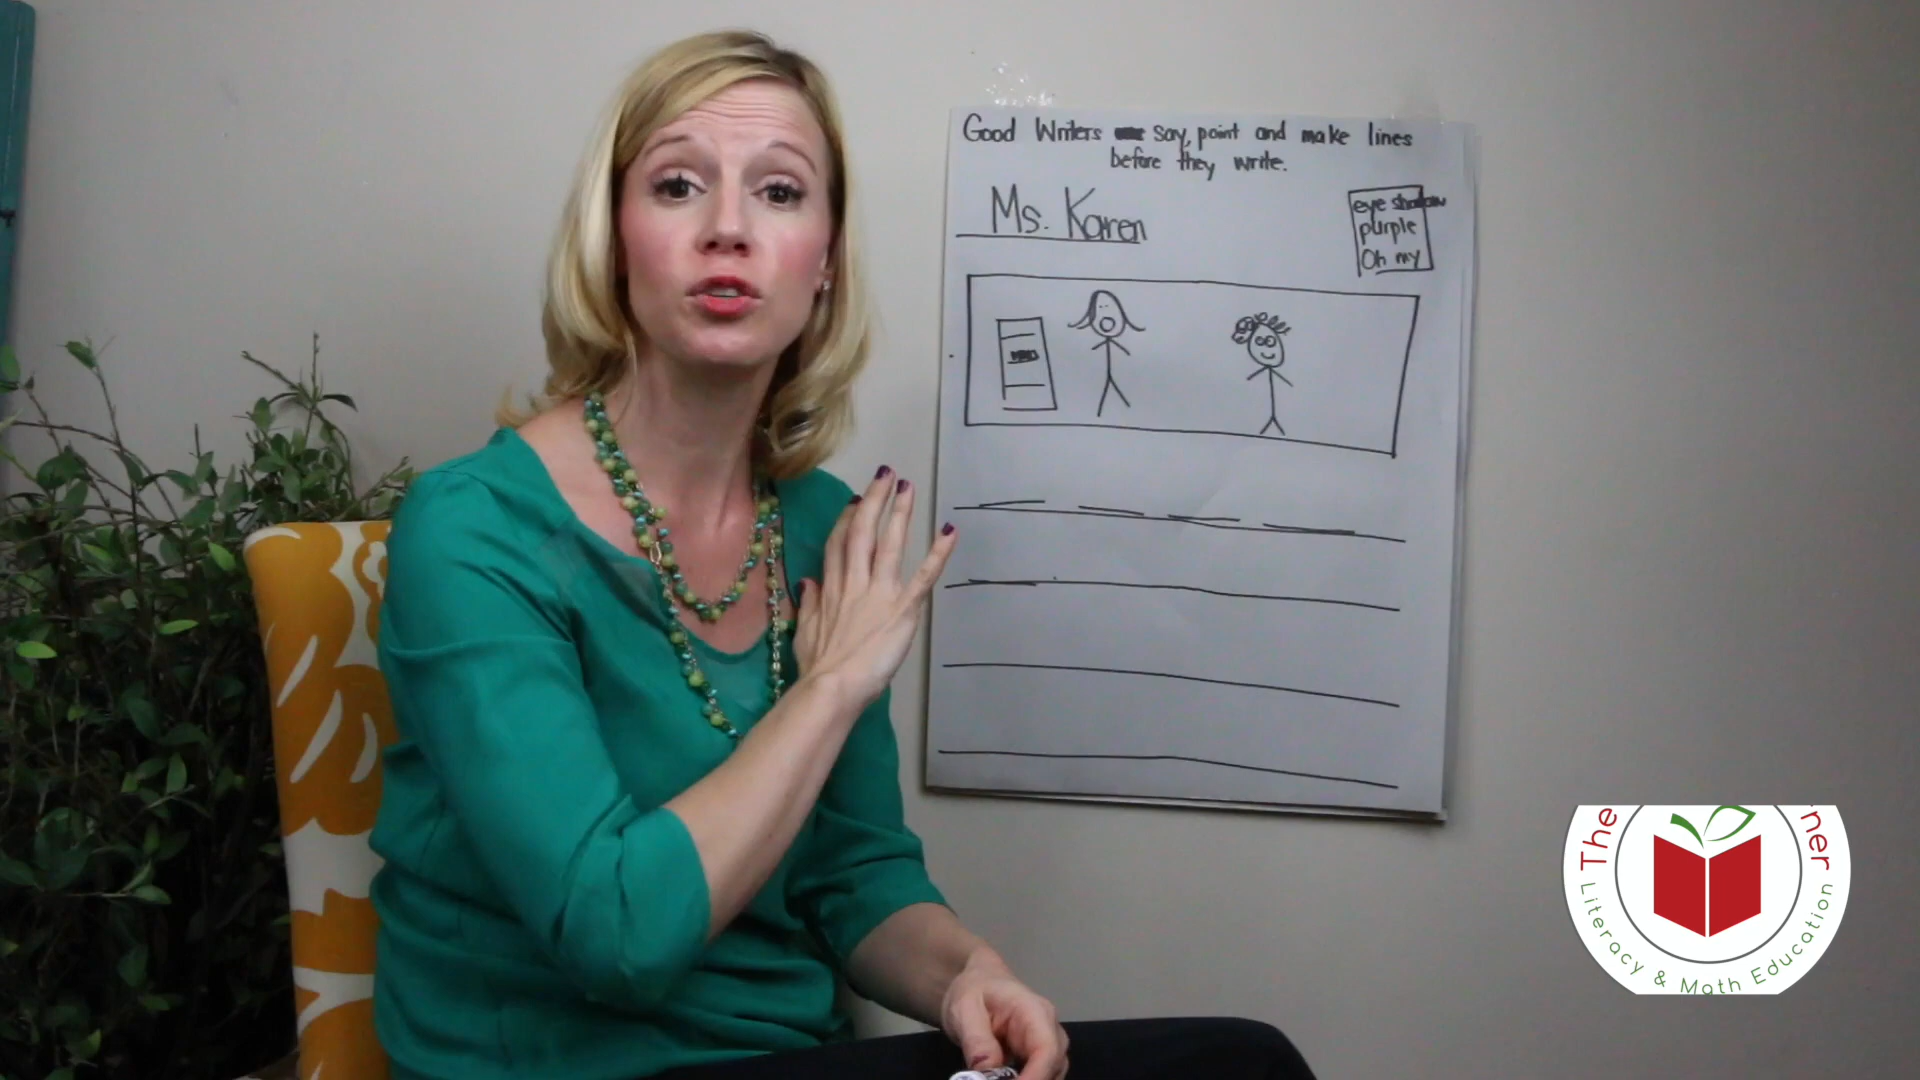 Good Writers say, point and make lines
before they write.
Ms. Karen
eye shadow
purple
Oh my
The ner
Literacy & Math Education